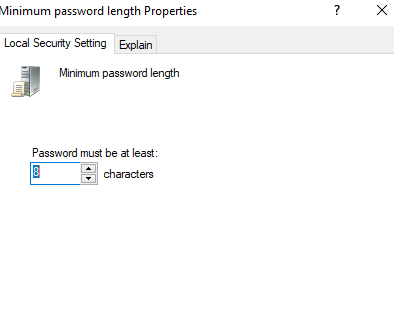 Minimum password length Properties ?
Local Security Setting Explain
Minimum password length
Password must be at least:
8 characters